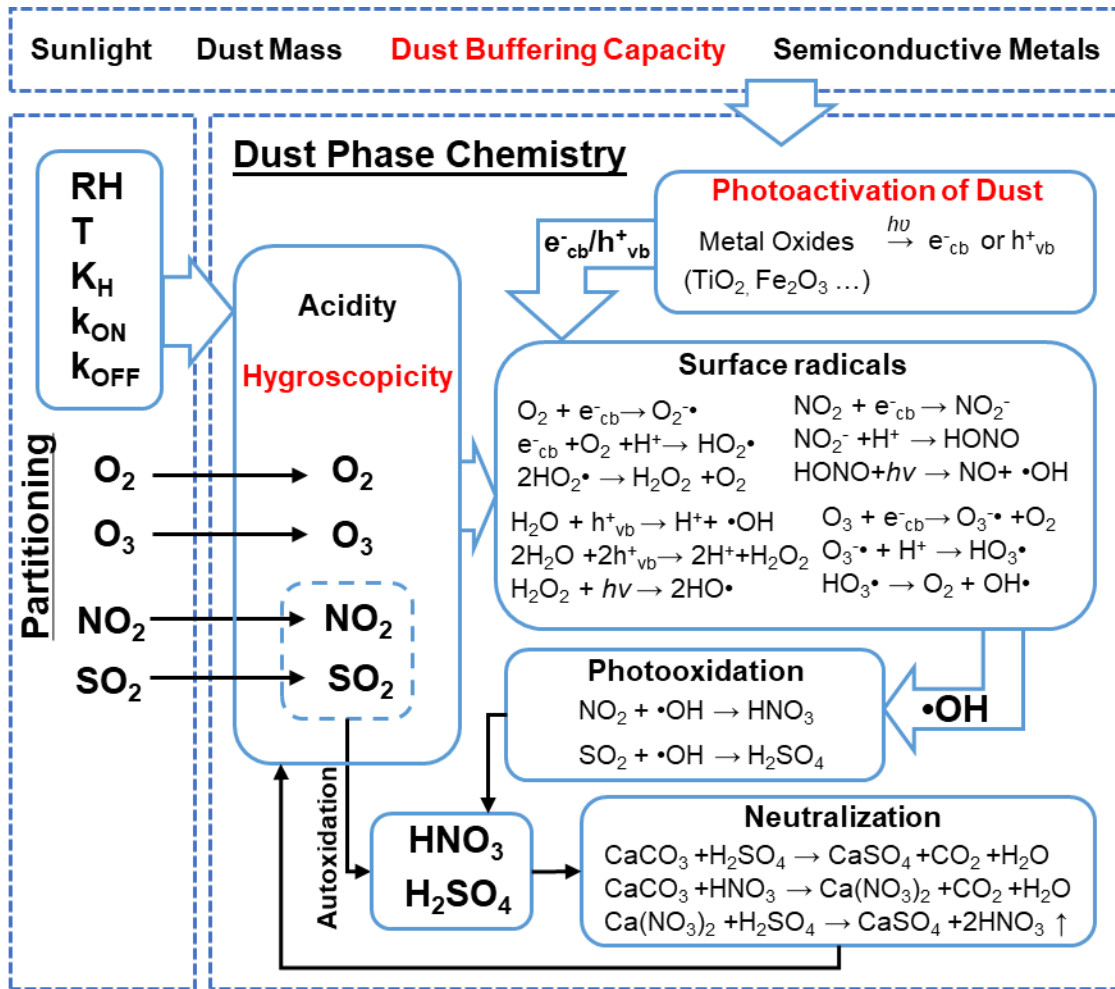 Sunlight Dust Mass Dust Buffering Capacity Semiconductive Metals
Partitioning
RH
T
K_H
k_ON
k_OFF
O₂
O₃
NO₂
SO₂
Dust Phase Chemistry
Acidity
Hygroscopicity
O₂
O₃
NO₂
SO₂
Photoactivation of Dust
Metal Oxides →(hυ) e⁻cb or h⁺vb
(TiO₂, Fe₂O₃ …)
e⁻cb/h⁺vb
Surface radicals
O₂ + e⁻cb→ O₂⁻•
e⁻cb +O₂ +H⁺→ HO₂•
2HO₂• → H₂O₂ +O₂
NO₂ + e⁻cb → NO₂⁻
NO₂⁻ +H⁺ → HONO
HONO+hν → NO+ •OH
H₂O + h⁺vb→ H⁺+ •OH
2H₂O +2h⁺vb→ 2H⁺+H₂O₂
H₂O₂ + hν → 2HO•
O₃ + e⁻cb→ O₃⁻• +O₂
O₃⁻• + H⁺ → HO₃•
HO₃• → O₂ + OH•
•OH
Photooxidation
NO₂ + •OH → HNO₃
SO₂ + •OH → H₂SO₄
Autoxidation
HNO₃
H₂SO₄
Neutralization
CaCO₃ +H₂SO₄ → CaSO₄ +CO₂ +H₂O
CaCO₃ +HNO₃ → Ca(NO₃)₂ +CO₂ +H₂O
Ca(NO₃)₂ +H₂SO₄ → CaSO₄ +2HNO₃ ↑